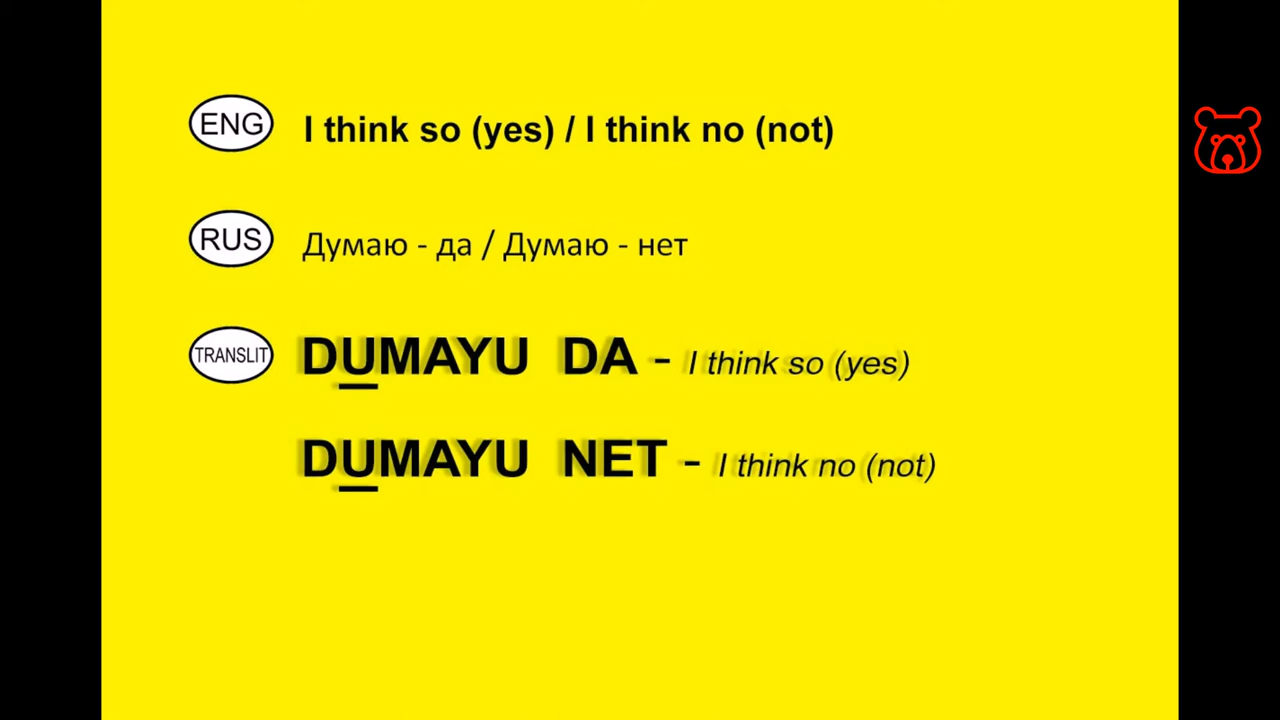 ENG I think so (yes) / I think no (not)
RUS Думаю - да / Думаю - нет
TRANSLIT DUMAYU DA - I think so (yes)
DUMAYU NET - I think no (not)